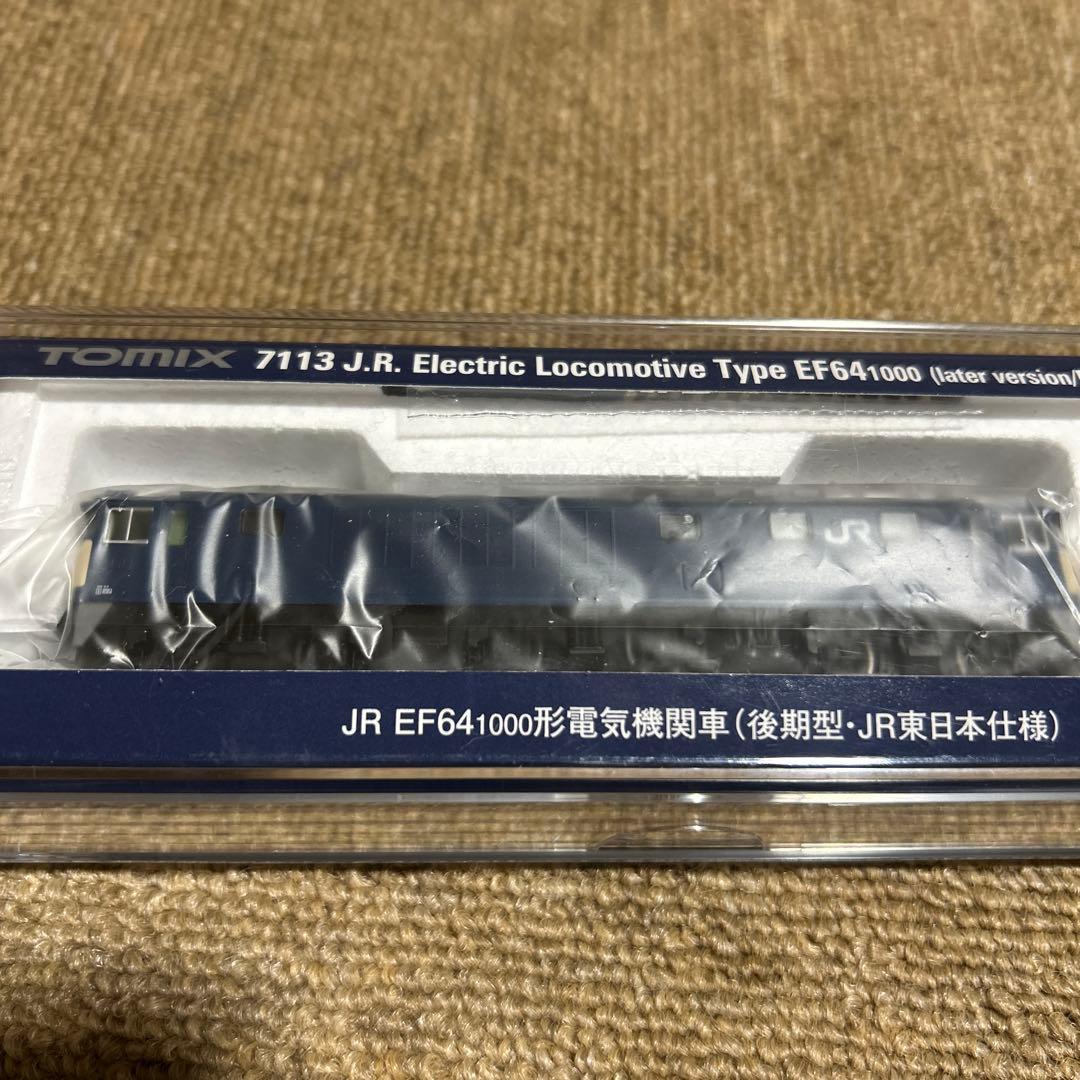 TOMIX 7113 J.R. Electric Locomotive Type EF641000 (later version/
JR
JR EF641000形電気機関車(後期型・JR東日本仕様)